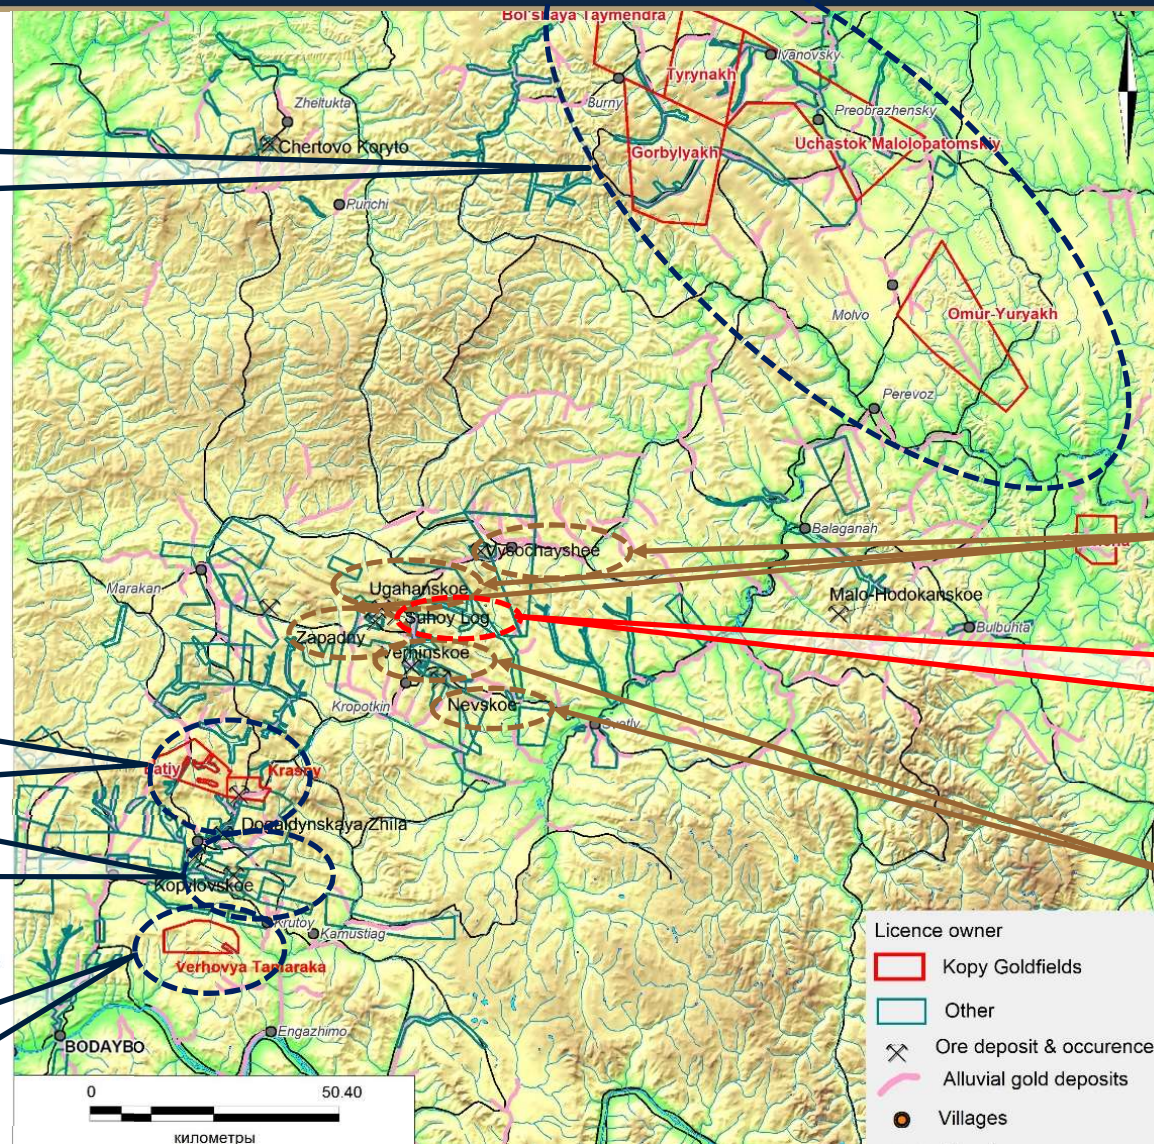 Bol'shaya Taymendra
Ivanovsky
Tyrynakh
Burny
Zheltukta
Preobrazhensky
Chertovo Koryto
Uchastok Malolopatomskiy
Gorbylyakh
Punchi
Omur-Yuryakh
Molvo
Perevoz
Balaganah
Vysochayshee
Marakan
Ugahanskoe
Malo-Hodokanskoe
Suhoy Log
Bulbuhta
Zapadny
Verninskoe
Kropotkin
Nevskoe
Krasny
Dogaldynskaya Zhila
Kopylovskoe
Krutoy
Kamustiag
Verhovya Tamaraka
Engazhimo
BODAYBO
Licence owner
Kopy Goldfields
Other
Ore deposit & occurence
Alluvial gold deposits
Villages
0 50.40
километры